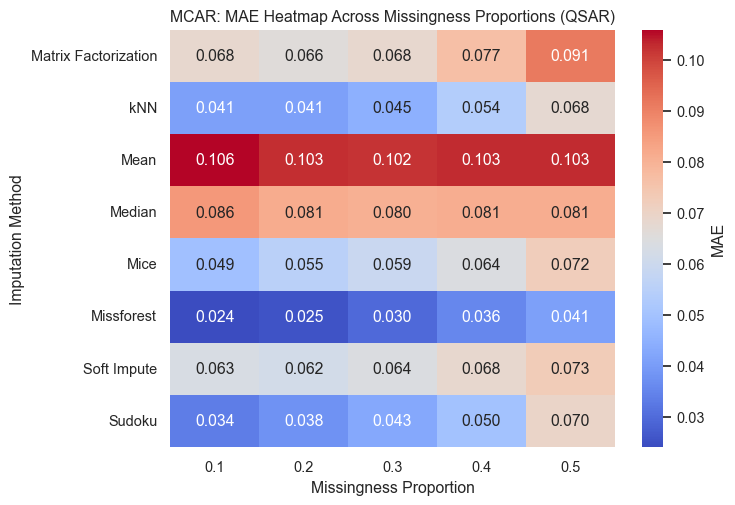 MCAR: MAE Heatmap Across Missingness Proportions (QSAR)
Matrix Factorization 0.068 0.066 0.068 0.077 0.091
kNN 0.041 0.041 0.045 0.054 0.068
Mean 0.106 0.103 0.102 0.103 0.103
Median 0.086 0.081 0.080 0.081 0.081
Mice 0.049 0.055 0.059 0.064 0.072
Missforest 0.024 0.025 0.030 0.036 0.041
Soft Impute 0.063 0.062 0.064 0.068 0.073
Sudoku 0.034 0.038 0.043 0.050 0.070
0.1 0.2 0.3 0.4 0.5
Missingness Proportion
Imputation Method
0.10
0.09
0.08
0.07
0.06
0.05
0.04
0.03
MAE